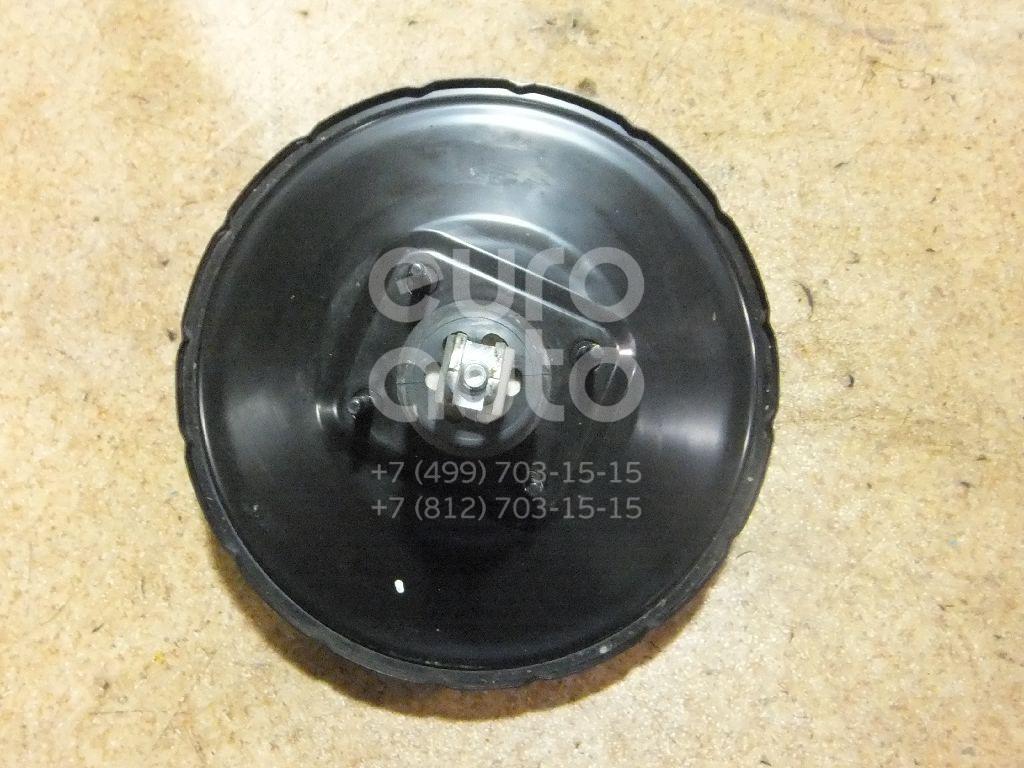 euro
auto
+7 (499) 703-15-15
+7 (812) 703-15-15